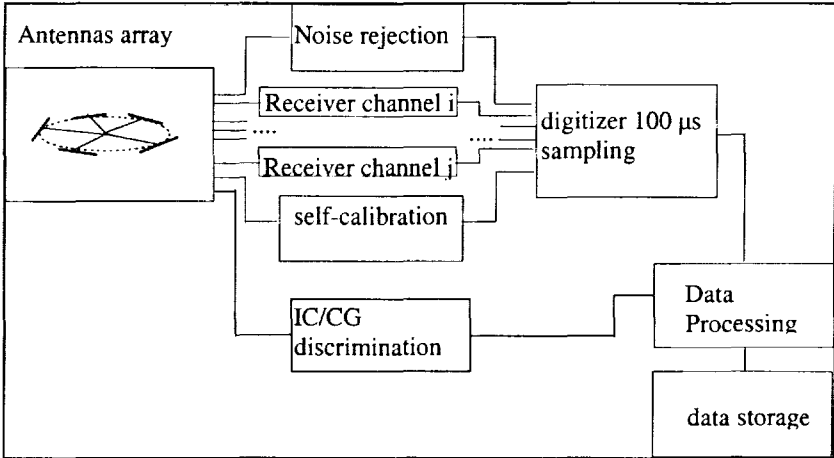 Antennas array
Noise rejection
Receiver channel i
....
....
Receiver channel j
self-calibration
digitizer 100 μs
sampling
IC/CG
discrimination
Data
Processing
data storage